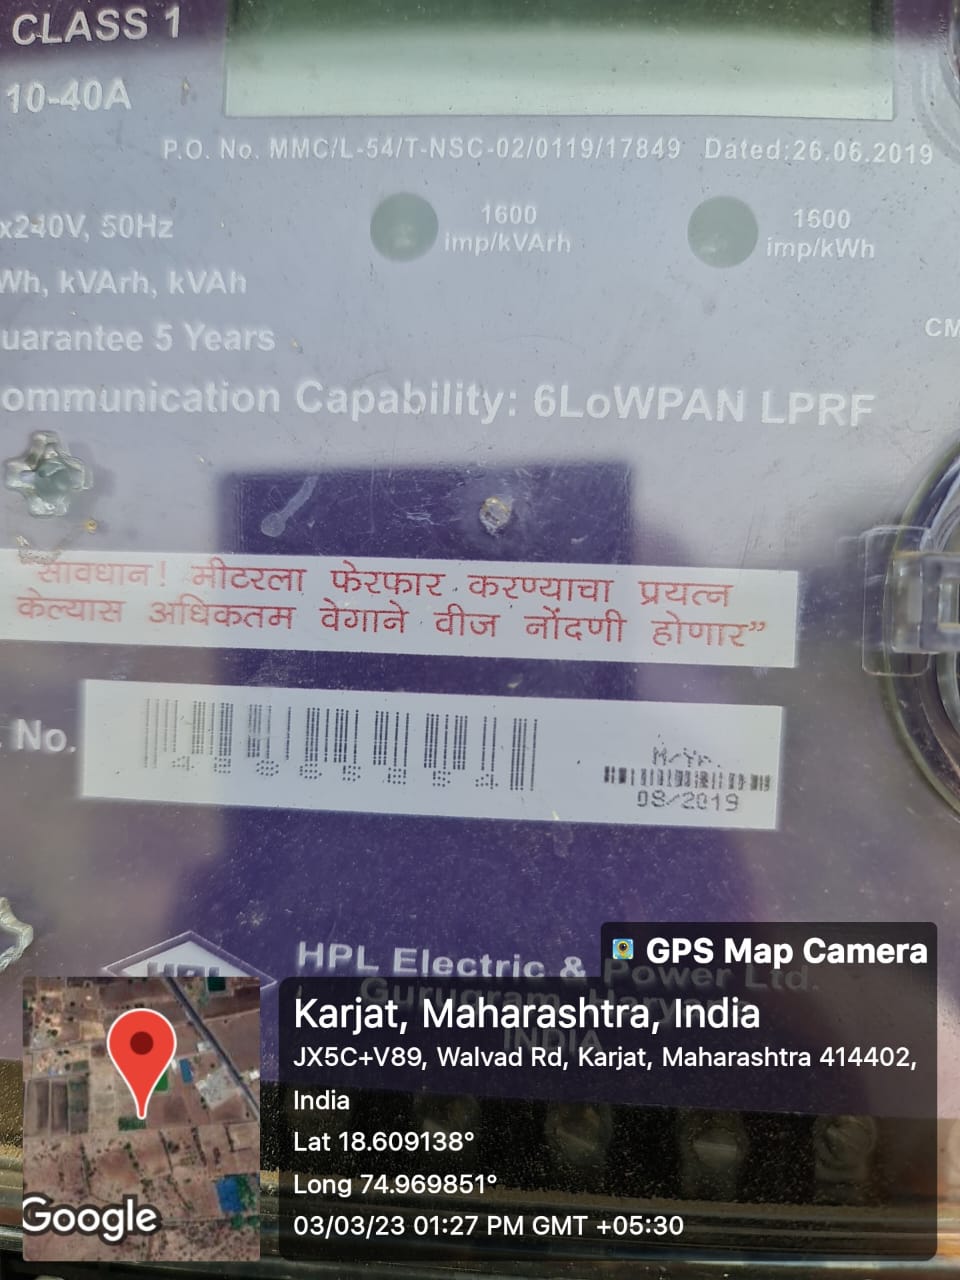 CLASS 1
10-40A
P.O. No. MMC/L-54/T-NSC-02/0119/17849 Dated:26.06.2019
x240V, 50Hz
1600
imp/kVArh
1600
imp/kWh
Wh, kVArh, kVAh
uarantee 5 Years
CM
ommunication Capability: 6LoWPAN LPRF
"सावधान! मीटरला फेरफार करण्याचा प्रयत्न
केल्यास अधिकतम वेगाने वीज नोंदणी होणार"
No.
M/Yr.
08/2019
HPL
HPL Electric & Power Ltd.
Gurugram, Haryana
INDIA
GPS Map Camera
Karjat, Maharashtra, India
JX5C+V89, Walvad Rd, Karjat, Maharashtra 414402,
India
Lat 18.609138°
Long 74.969851°
03/03/23 01:27 PM GMT +05:30
Google